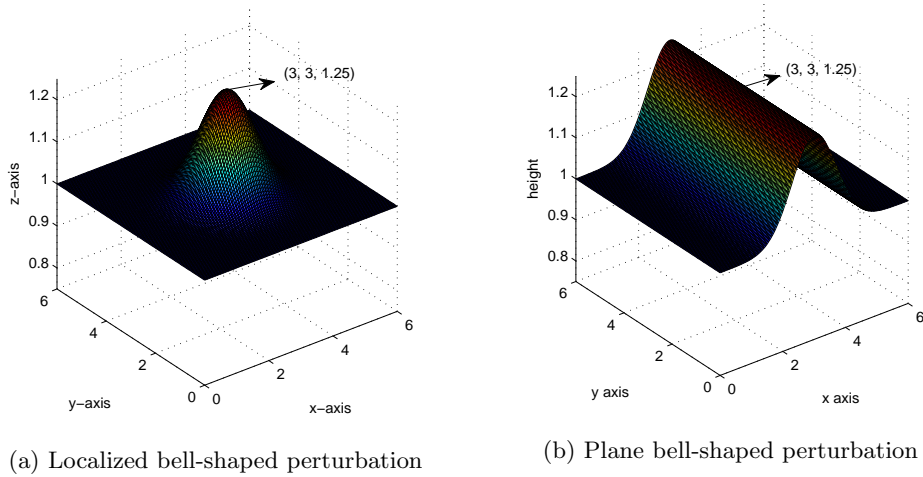 (3, 3, 1.25)
1.2
1.1
1
0.9
0.8
z−axis
6
4
2
0
y−axis
0
2
4
6
x−axis
(a) Localized bell-shaped perturbation
(3, 3, 1.25)
1.2
1.1
1
0.9
0.8
height
6
4
2
0
y axis
0
2
4
6
x axis
(b) Plane bell-shaped perturbation